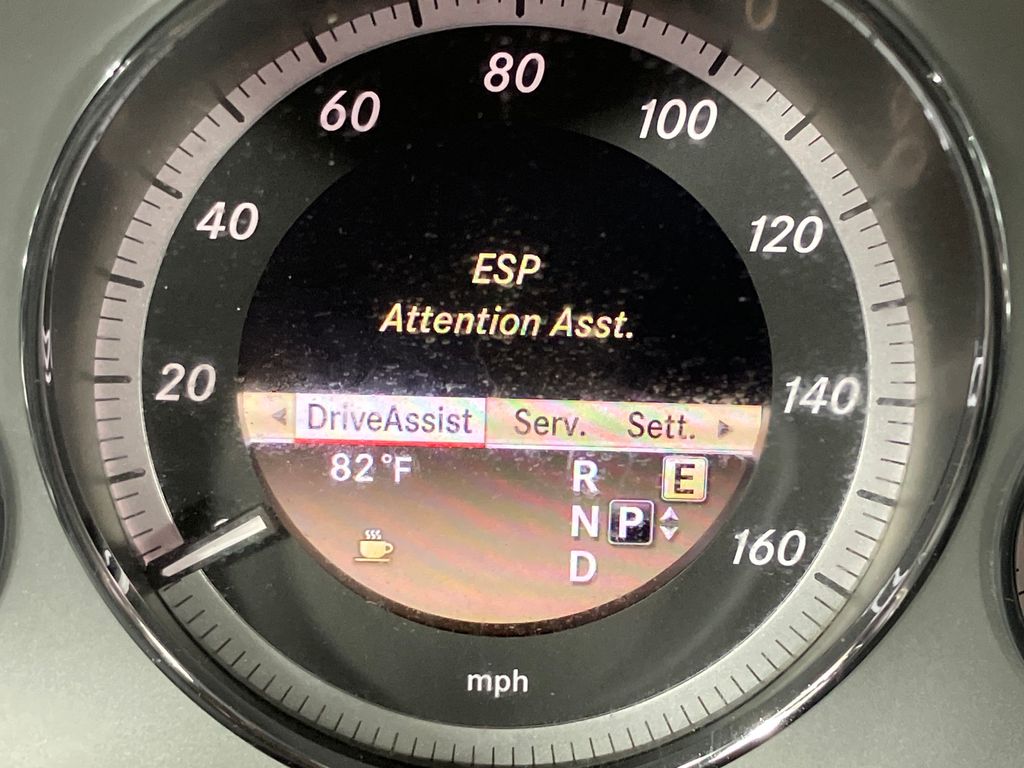 80
60
100
40
120
ESP
Attention Asst.
20
140
DriveAssist Serv. Sett.
82°F
R
E
N P
D
160
mph